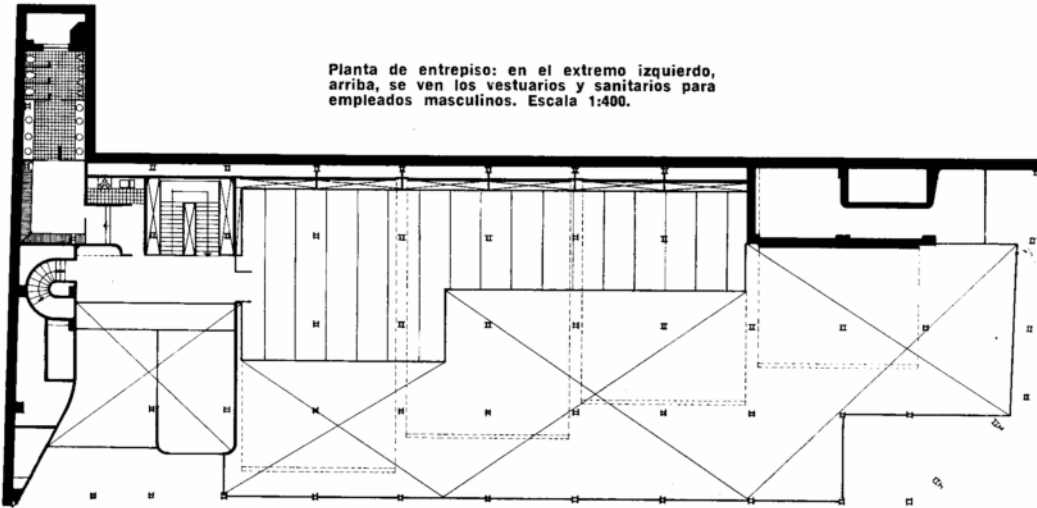 Planta de entrepiso: en el extremo izquierdo,
arriba, se ven los vestuarios y sanitarios para
empleados masculinos. Escala 1:400.